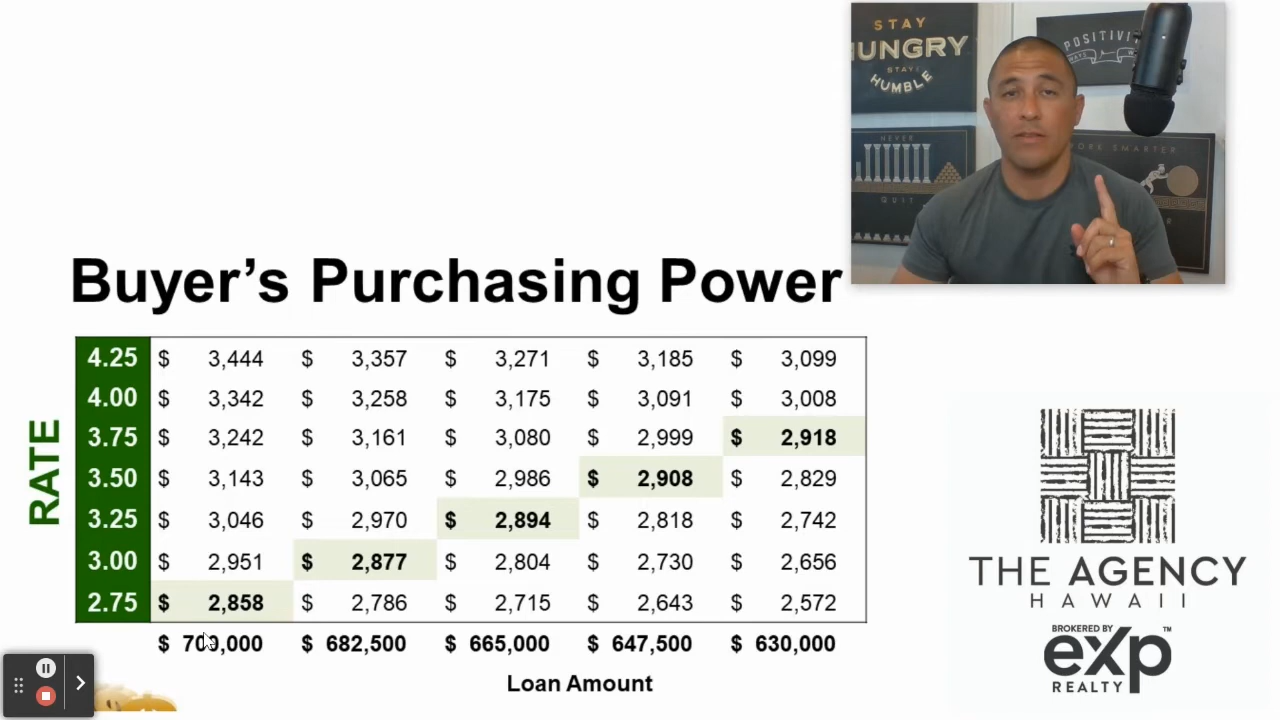 STAY
HUNGRY
STAY
HUMBLE
POSITIVIT
NEVER
QUIT
ORK SMARTER
Buyer's Purchasing Power
RATE
4.25 $ 3,444 $ 3,357 $ 3,271 $ 3,185 $ 3,099
4.00 $ 3,342 $ 3,258 $ 3,175 $ 3,091 $ 3,008
3.75 $ 3,242 $ 3,161 $ 3,080 $ 2,999 $ 2,918
3.50 $ 3,143 $ 3,065 $ 2,986 $ 2,908 $ 2,829
3.25 $ 3,046 $ 2,970 $ 2,894 $ 2,818 $ 2,742
3.00 $ 2,951 $ 2,877 $ 2,804 $ 2,730 $ 2,656
2.75 $ 2,858 $ 2,786 $ 2,715 $ 2,643 $ 2,572
$ 700,000 $ 682,500 $ 665,000 $ 647,500 $ 630,000
Loan Amount
THE AGENCY
HAWAII
BROKERED BY
eXp
REALTY